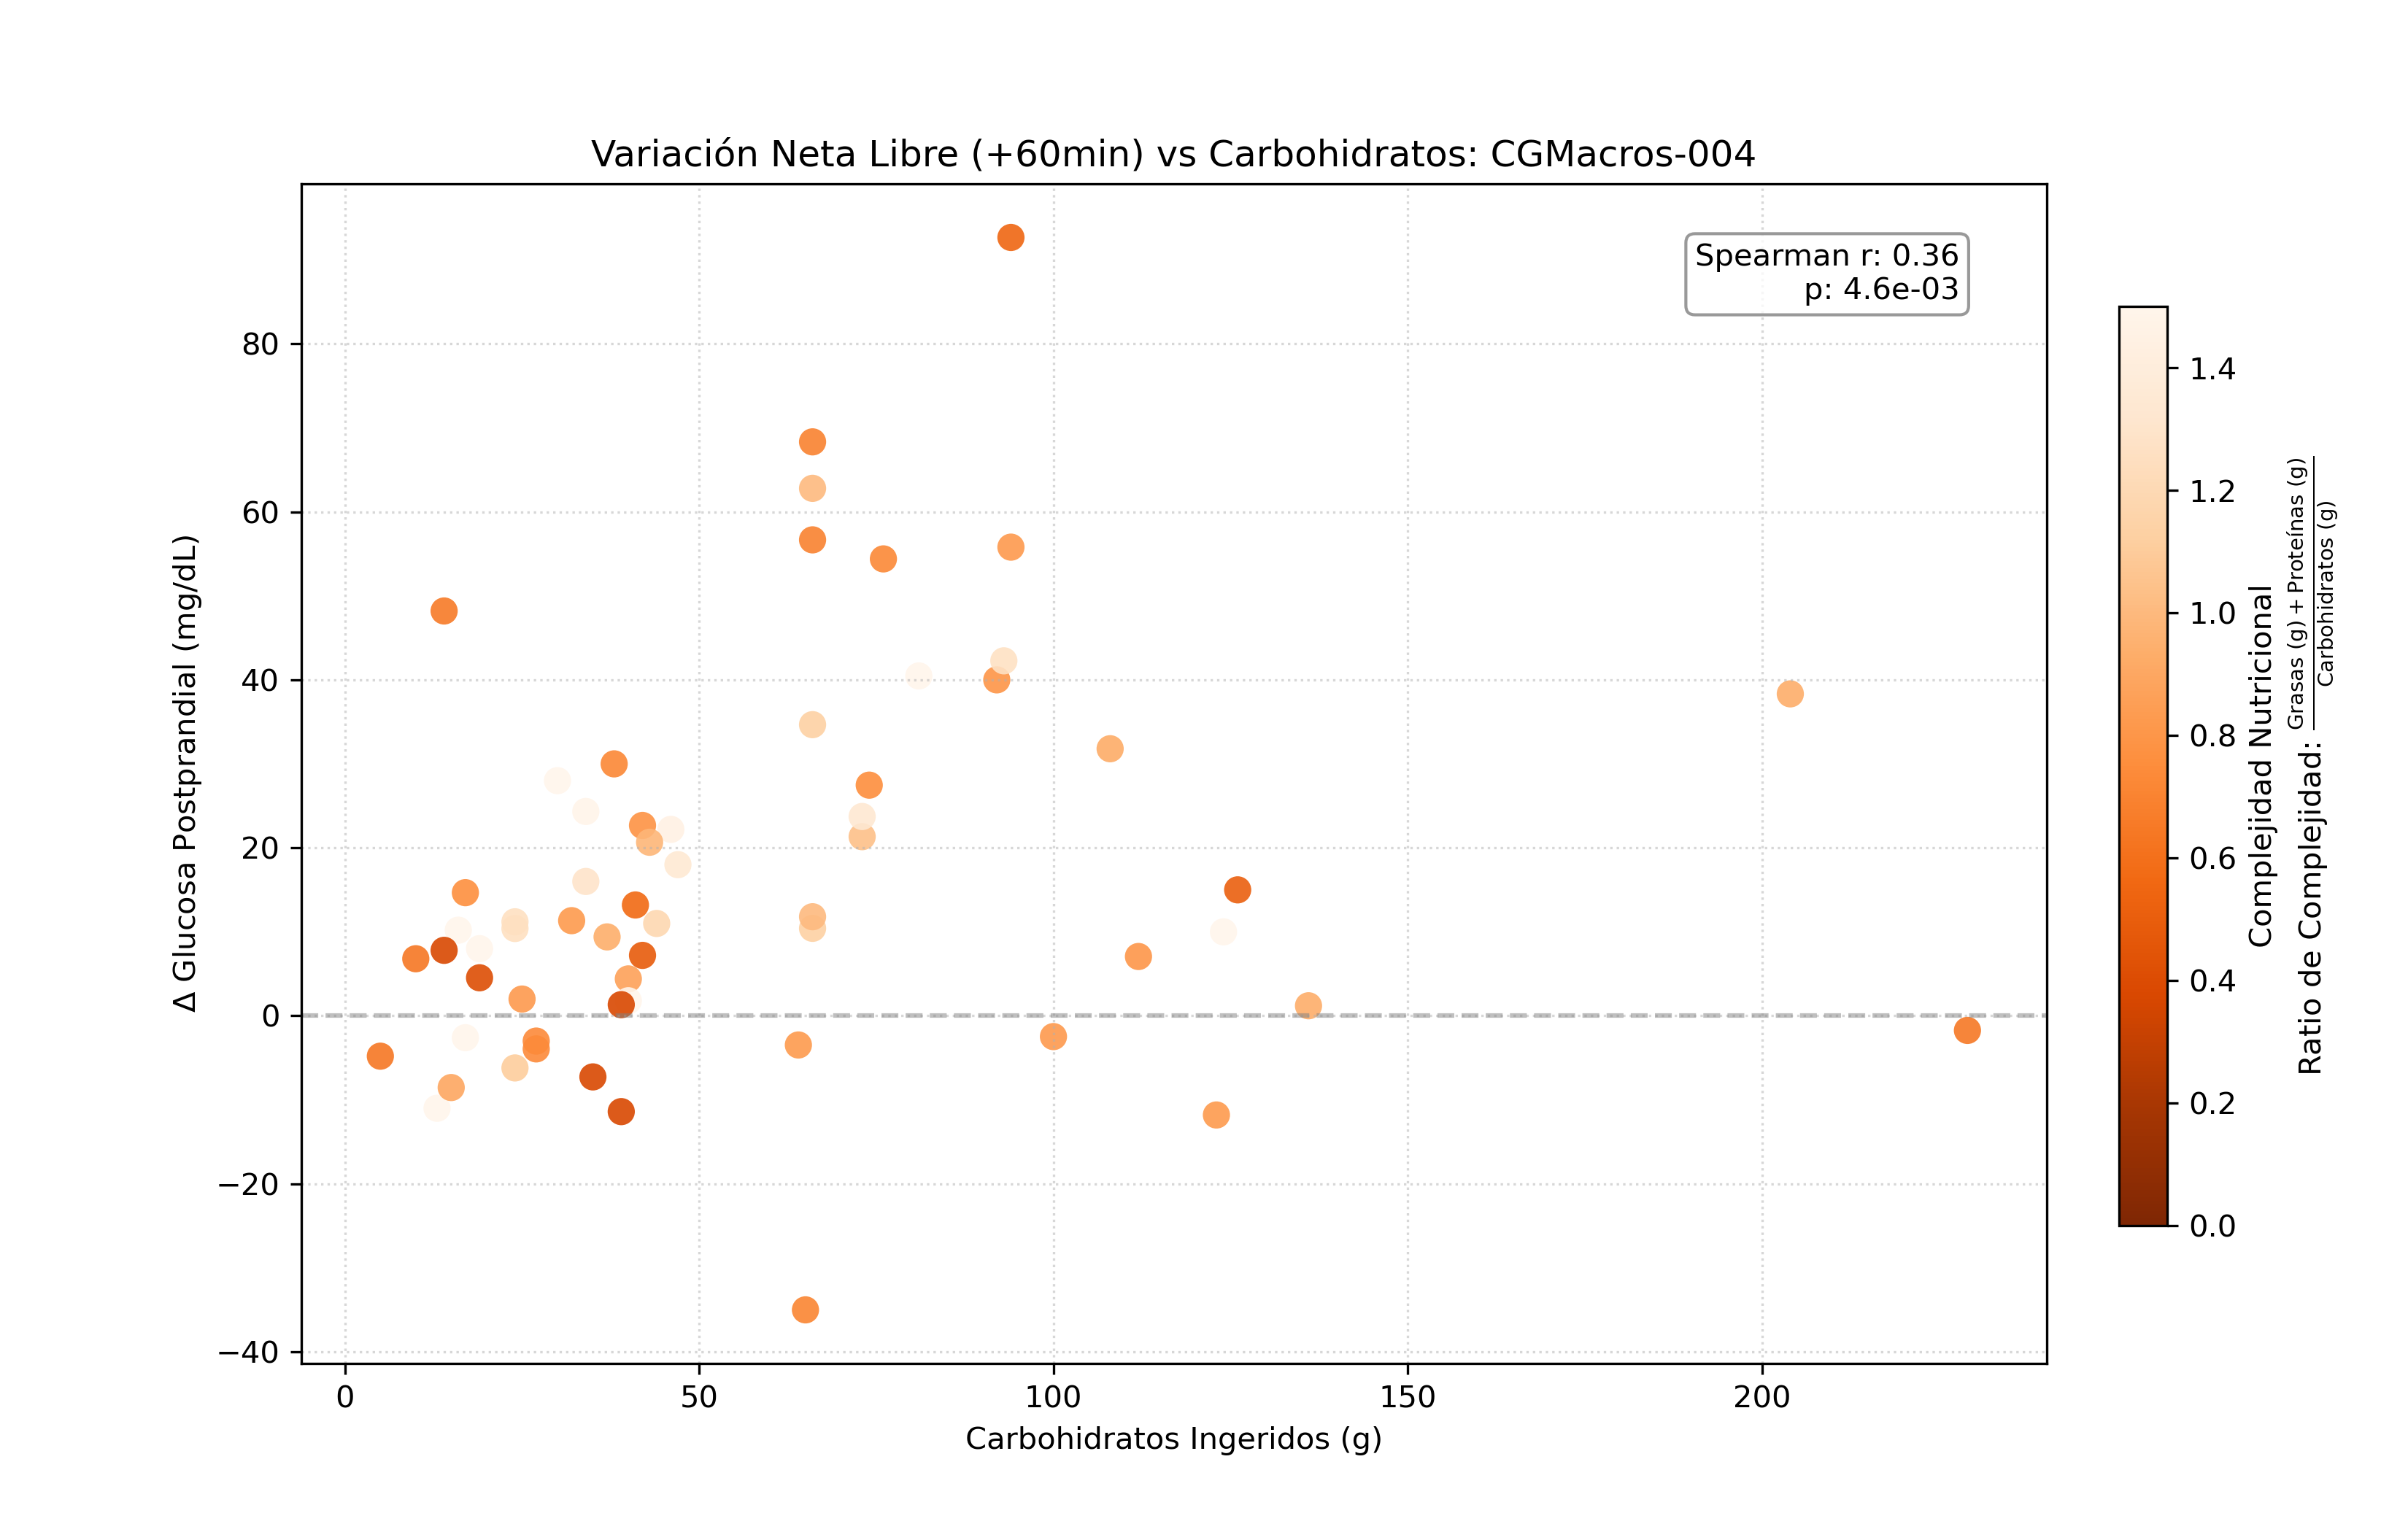 Variación Neta Libre (+60min) vs Carbohidratos: CGMacros-004
Spearman r: 0.36
p: 4.6e-03
Δ Glucosa Postprandial (mg/dL)
80
60
40
20
0
−20
−40
0
50
100
150
200
Carbohidratos Ingeridos (g)
1.4
1.2
1.0
0.8
0.6
0.4
0.2
0.0
Complejidad Nutricional
Ratio de Complejidad: Grasas (g) + Proteínas (g)
Carbohidratos (g)